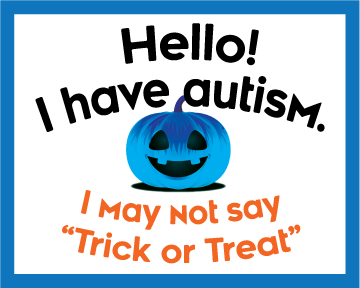 Hello!
I have autism.
I may not say
“Trick or Treat”